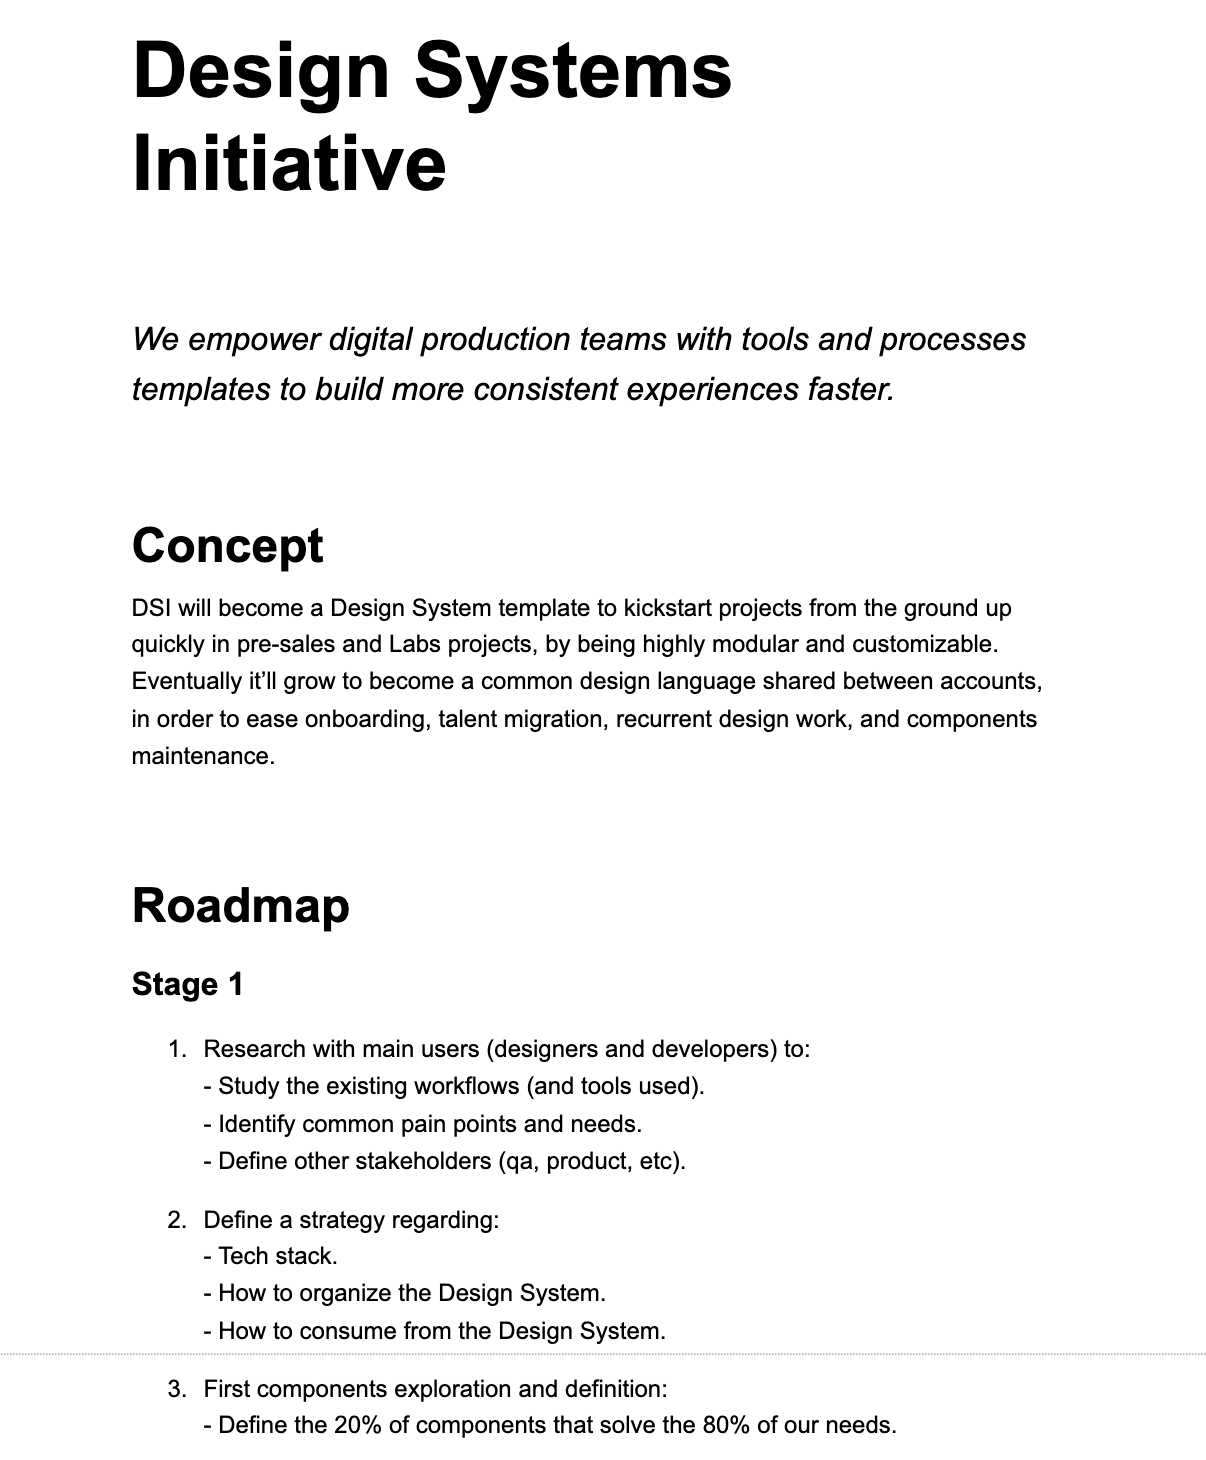 Design Systems
Initiative
We empower digital production teams with tools and processes
templates to build more consistent experiences faster.
Concept
DSI will become a Design System template to kickstart projects from the ground up
quickly in pre-sales and Labs projects, by being highly modular and customizable.
Eventually it’ll grow to become a common design language shared between accounts,
in order to ease onboarding, talent migration, recurrent design work, and components
maintenance.
Roadmap
Stage 1
1. Research with main users (designers and developers) to:
- Study the existing workflows (and tools used).
- Identify common pain points and needs.
- Define other stakeholders (qa, product, etc).
2. Define a strategy regarding:
- Tech stack.
- How to organize the Design System.
- How to consume from the Design System.
3. First components exploration and definition:
- Define the 20% of components that solve the 80% of our needs.